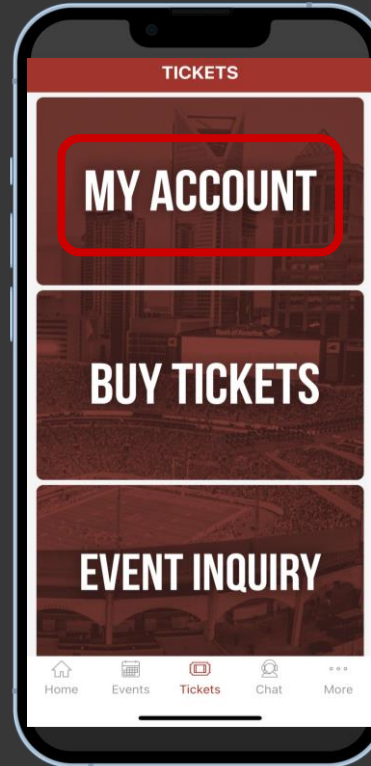 TICKETS
MY ACCOUNT
BUY TICKETS
EVENT INQUIRY
Home Events Tickets Chat More